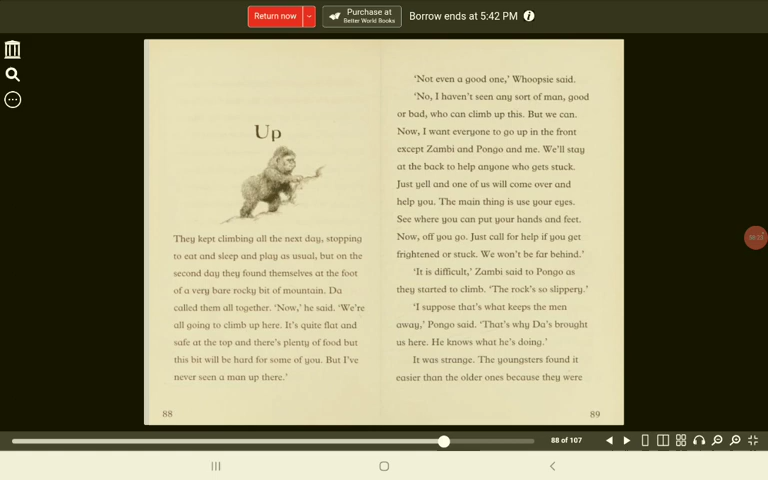 Return now
Purchase at
Better World Books
Borrow ends at 5:42 PM
Up
They kept climbing all the next day, stopping
to eat and sleep and play as usual, but on the
second day they found themselves at the foot
of a very bare rocky bit of mountain. Da
called them all together. ‘Now,’ he said. ‘We’re
all going to climb up here. It’s quite flat and
safe at the top and there’s plenty of food but
this bit will be hard for some of you. But I’ve
never seen a man up there.’
88
‘Not even a good one,’ Whoopsie said.
‘No, I haven’t seen any sort of man, good
or bad, who can climb up this. But we can.
Now, I want everyone to go up in the front
except Zambi and Pongo and me. We’ll stay
at the back to help anyone who gets stuck.
Just yell and one of us will come over and
help you. The main thing is use your eyes.
See where you can put your hands and feet.
Now, off you go. Just call for help if you get
frightened or stuck. We won’t be far behind.’
‘It is difficult,’ Zambi said to Pongo as
they started to climb. ‘The rock’s so slippery.’
‘I suppose that’s what keeps the men
away,’ Pongo said. ‘That’s why Da’s brought
us here. He knows what he’s doing.’
It was strange. The youngsters found it
easier than the older ones because they were
89
88 of 107